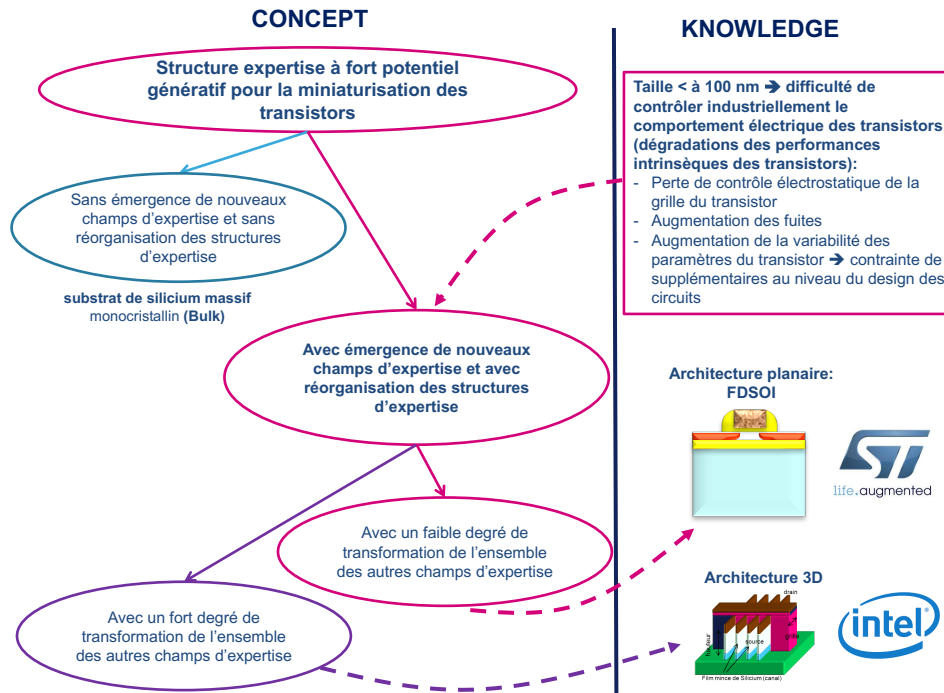 CONCEPT
Structure expertise à fort potentiel
génératif pour la miniaturisation des
transistors
Sans émergence de nouveaux
champs d'expertise et sans
réorganisation des structures
d'expertise
substrat de silicium massif
monocristallin (Bulk)
Avec émergence de nouveaux
champs d'expertise et avec
réorganisation des structures
d'expertise
Avec un faible degré de
transformation de l'ensemble
des autres champs d'expertise
Avec un fort degré de
transformation de l'ensemble
des autres champs d'expertise
KNOWLEDGE
Taille < à 100 nm ➔ difficulté de
contrôler industriellement le
comportement électrique des transistors
(dégradations des performances
intrinsèques des transistors):
- Perte de contrôle électrostatique de la
grille du transistor
- Augmentation des fuites
- Augmentation de la variabilité des
paramètres du transistor ➔ contrainte de
supplémentaires au niveau du design des
circuits
Architecture planaire:
FDSOI
ST
life.augmented
Architecture 3D
drain
grille
hauteur
source
Film mince de Silicium (canal)
intel®